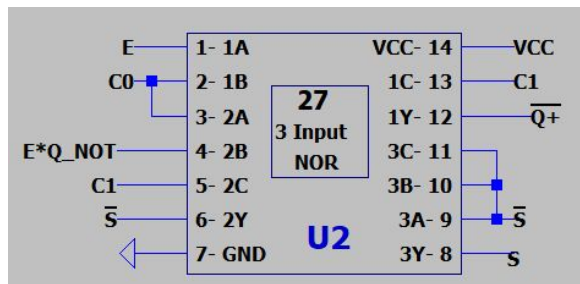 E 1- 1A VCC- 14 VCC
C0 2- 1B 1C- 13 C1
3- 2A 27 1Y- 12 Q+
E*Q_NOT 4- 2B 3 Input 3C- 11
C1 5- 2C NOR 3B- 10
S 6- 2Y U2 3A- 9 S
7- GND 3Y- 8 S